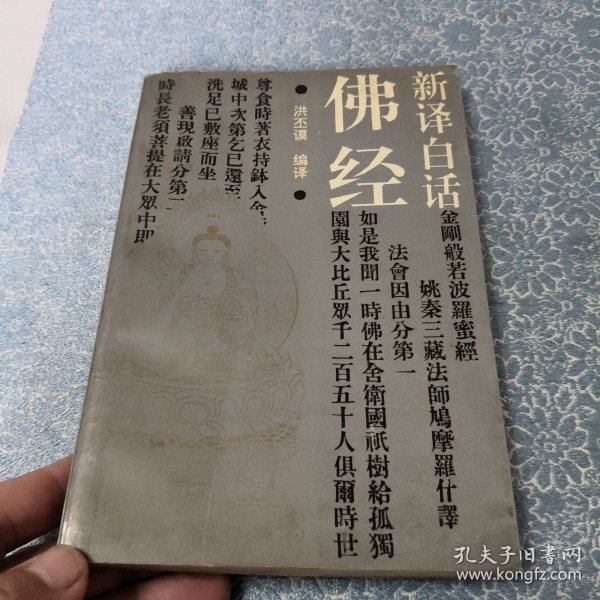 新译白话
佛经
●洪丕谟 编译●
金剛般若波羅蜜經
姚秦三藏法師鳩摩羅什譯
法會因由分第一
如是我聞一時佛在舍衛國祇樹給孤獨
園與大比丘眾千二百五十人俱爾時世
尊食時著衣持鉢入舍
城中次第乞已還至
洗足已敷座而坐
善現啟請分第二
時長老須菩提在大眾中即
孔夫子旧书网
www.kongfz.com